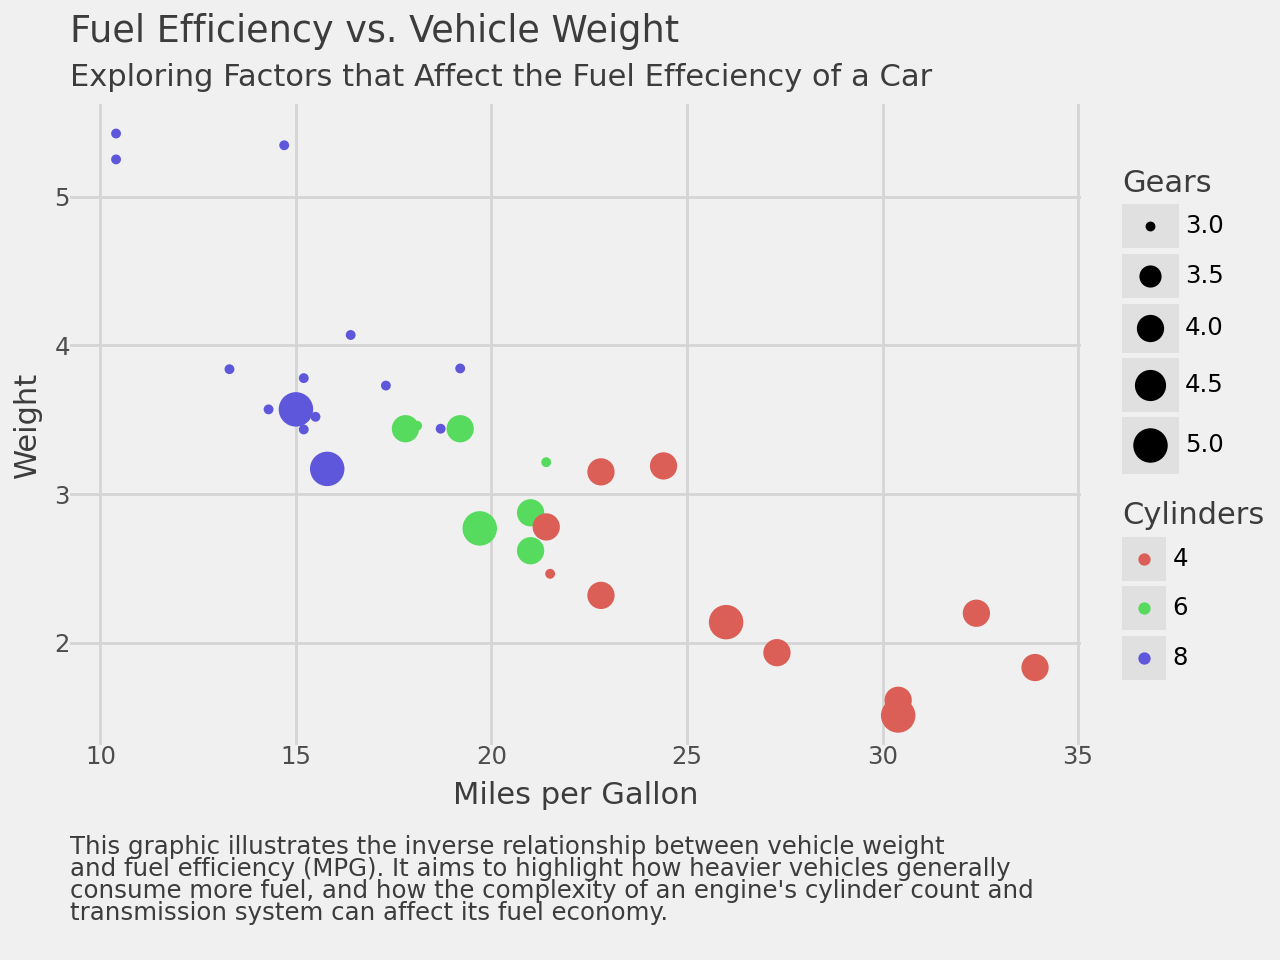 Fuel Efficiency vs. Vehicle Weight
Exploring Factors that Affect the Fuel Effeciency of a Car
Weight
5
4
3
2
10 15 20 25 30 35
Miles per Gallon
Gears
3.0
3.5
4.0
4.5
5.0
Cylinders
4
6
8
This graphic illustrates the inverse relationship between vehicle weight
and fuel efficiency (MPG). It aims to highlight how heavier vehicles generally
consume more fuel, and how the complexity of an engine's cylinder count and
transmission system can affect its fuel economy.